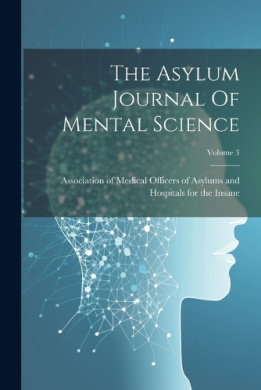 The Asylum
Journal Of
Mental Science
Volume 3
Association of Medical Officers of Asylums and
Hospitals for the Insane